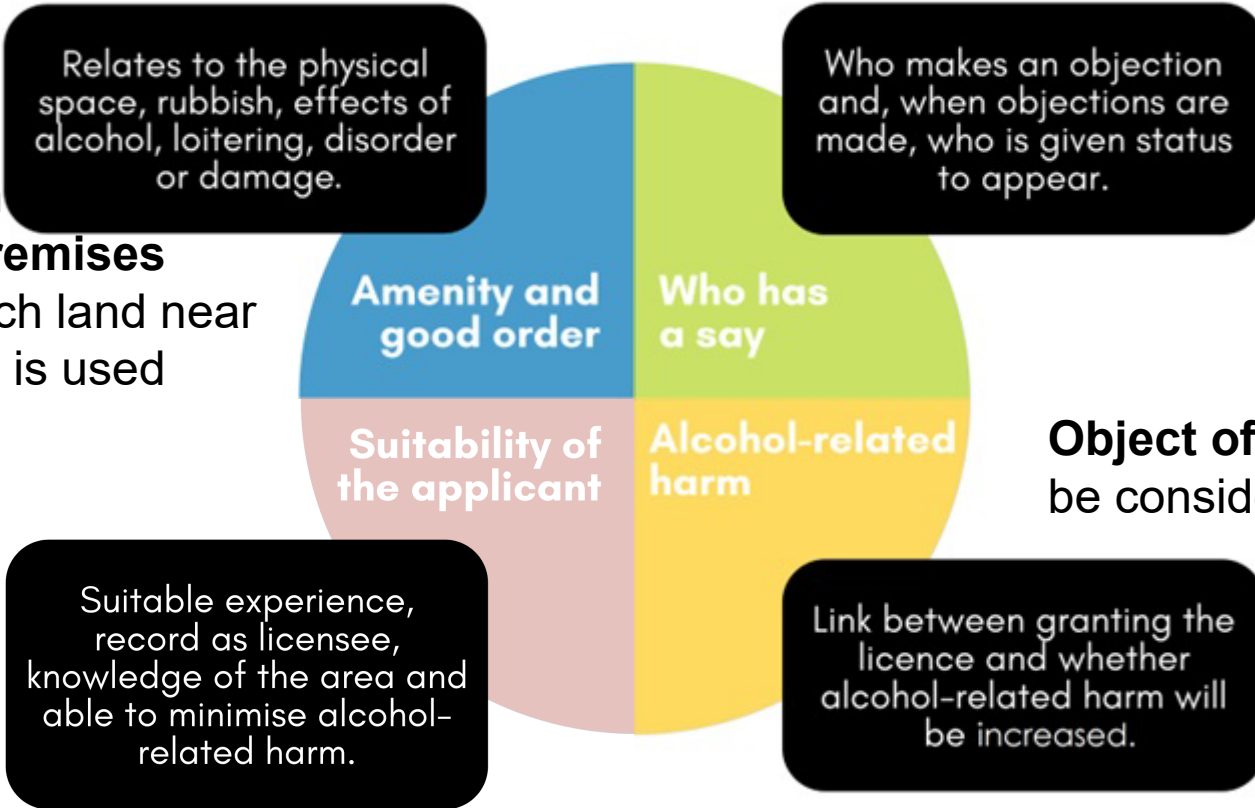 Relates to the physical
space, rubbish, effects of
alcohol, loitering, disorder
or damage.
Who makes an objection
and, when objections are
made, who is given status
to appear.
remises
ch land near
is used
Amenity and
good order
Who has
a say
Suitability of
the applicant
Alcohol-related
harm
Object of
be consid
Suitable experience,
record as licensee,
knowledge of the area and
able to minimise alcohol-
related harm.
Link between granting the
licence and whether
alcohol-related harm will
be increased.